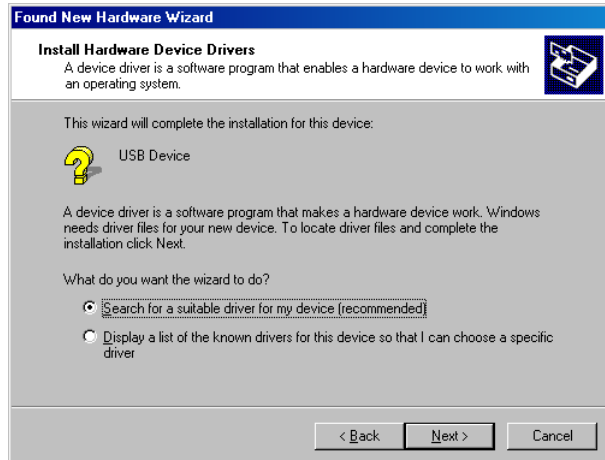 Found New Hardware Wizard
Install Hardware Device Drivers
A device driver is a software program that enables a hardware device to work with
an operating system.
This wizard will complete the installation for this device:
USB Device
A device driver is a software program that makes a hardware device work. Windows
needs driver files for your new device. To locate driver files and complete the
installation click Next.
What do you want the wizard to do?
Search for a suitable driver for my device (recommended)
Display a list of the known drivers for this device so that I can choose a specific
driver
< Back Next > Cancel